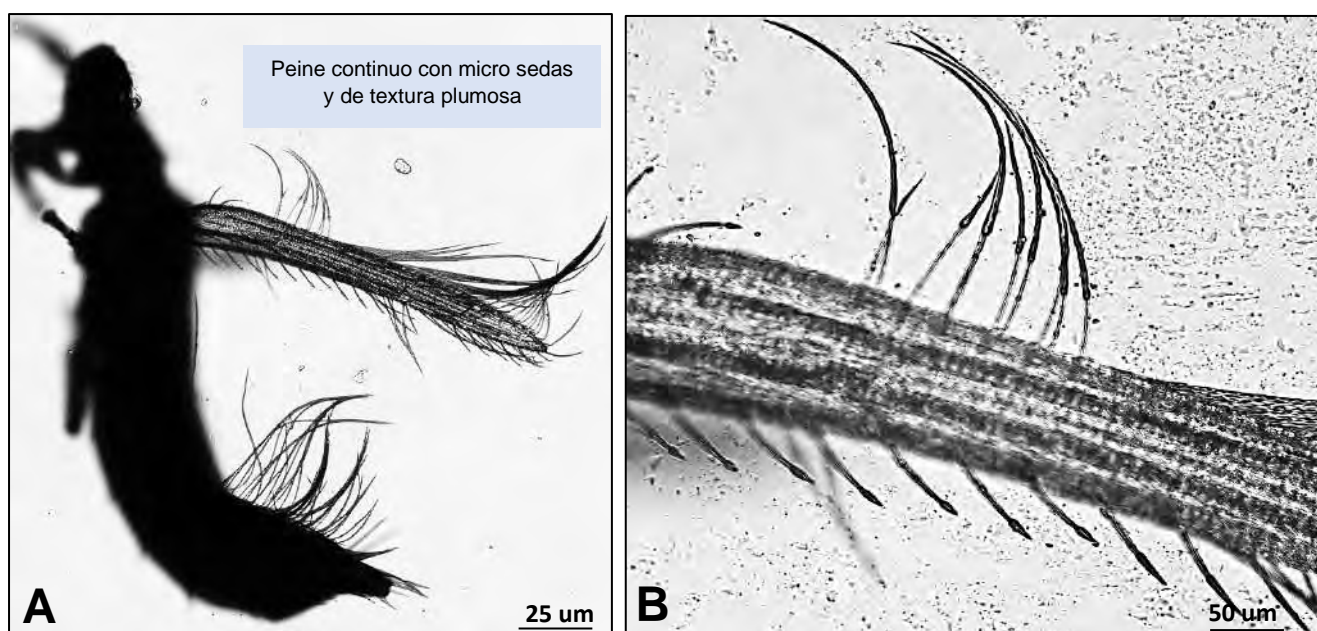 Peine continuo con micro sedas
y de textura plumosa
A
25 um
B
50 um